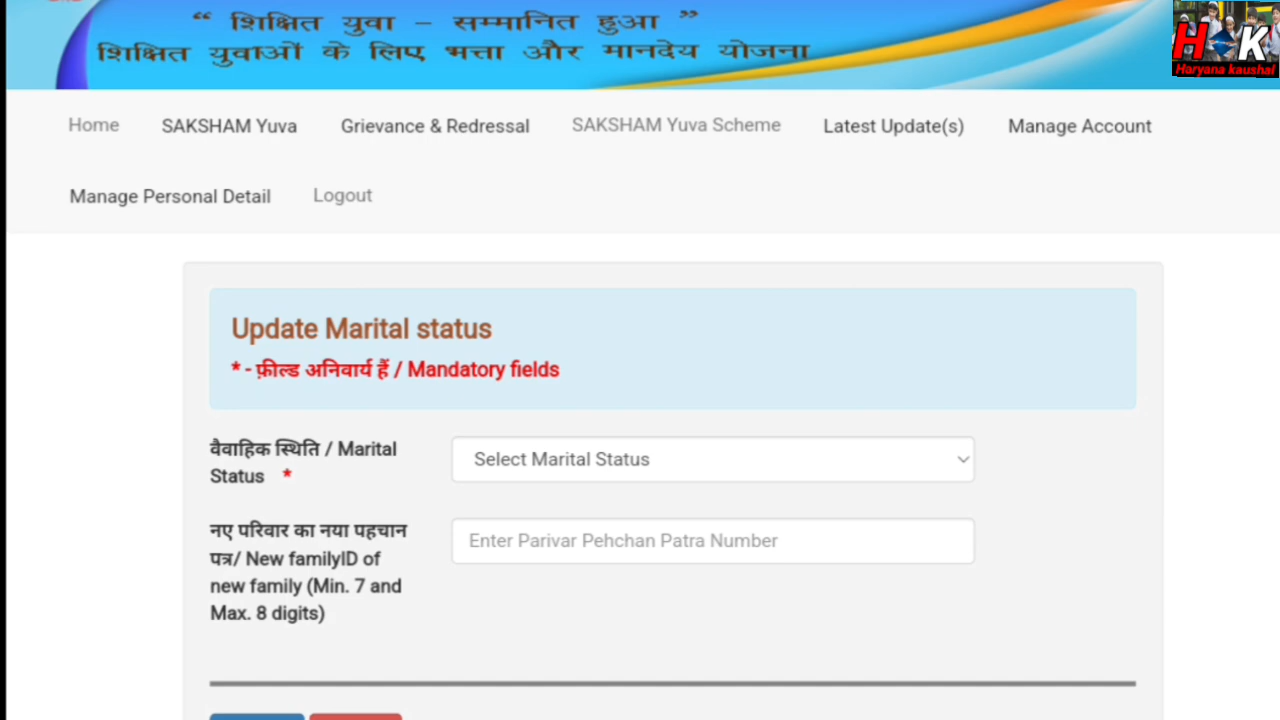 “ शिक्षित युवा – सम्मानित हुआ ”
शिक्षित युवाओं के लिए भत्ता और मानदेय योजना
H K
Haryana kaushal
Home SAKSHAM Yuva Grievance & Redressal SAKSHAM Yuva Scheme Latest Update(s) Manage Account
Manage Personal Detail Logout
Update Marital status
* - फ़ील्ड अनिवार्य हैं / Mandatory fields
वैवाहिक स्थिति / Marital
Status *
Select Marital Status
नए परिवार का नया पहचान
पत्र/ New familyID of
new family (Min. 7 and
Max. 8 digits)
Enter Parivar Pehchan Patra Number